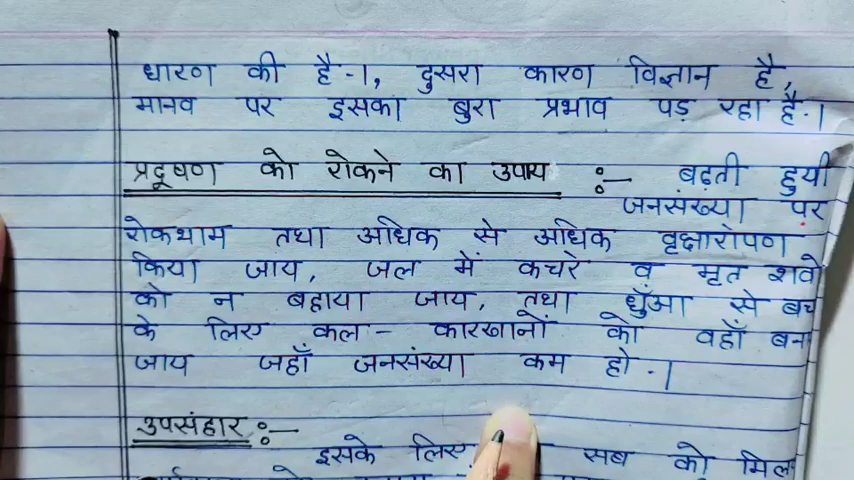 धारण की है-।, दुसरा कारण विज्ञान है,
मानव पर इसका बुरा प्रभाव पड़ रहा है-।
प्रदूषण को रोकने का उपाय :— बढ़ती हुयी
जनसंख्या पर
रोकथाम तथा अधिक से अधिक वृक्षारोपण
किया जाय, जल में कचरे व मृत शवो
को न बहाया जाय, तथा धुँआ से बच
के लिए कल- कारखानों को वहाँ बन
जाय जहाँ जनसंख्या कम हो-।
उपसंहार :—
इसके लिए सब को मिल